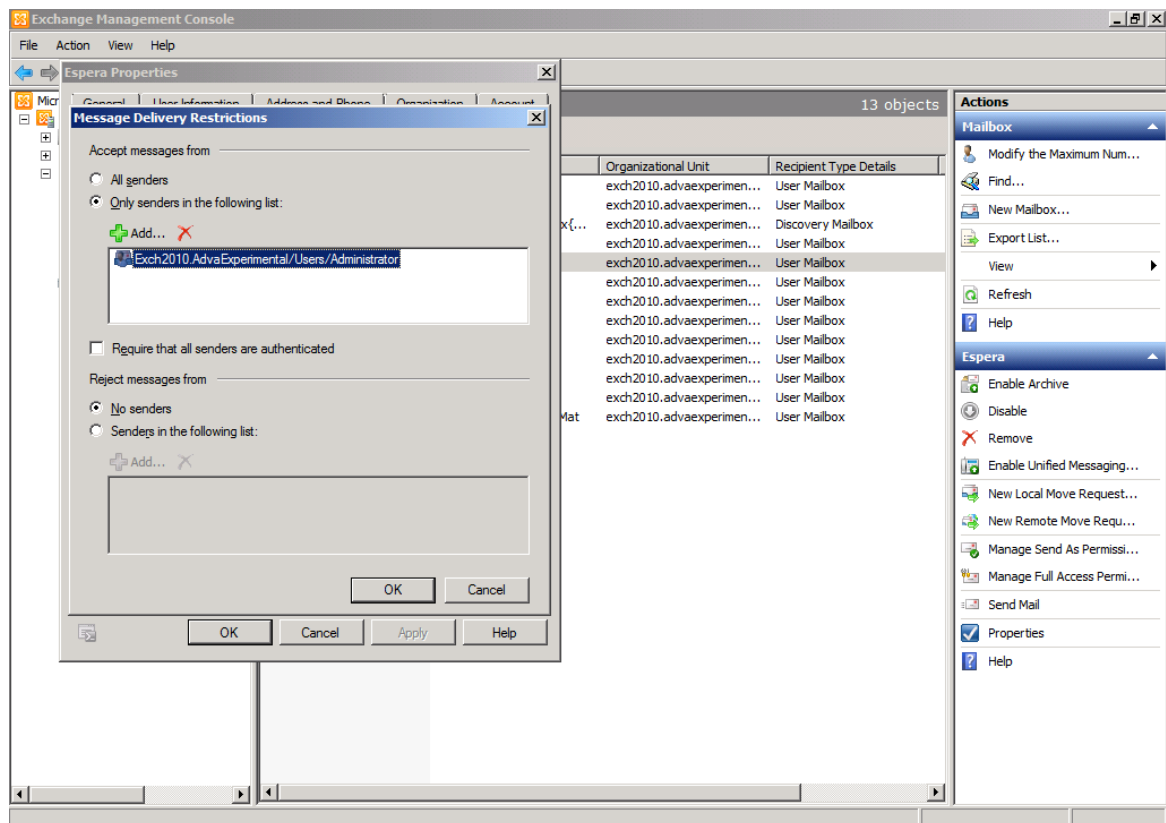 Exchange Management Console
File Action View Help
Espera Properties
Micr
General User Information Address and Phone Organization Account
Message Delivery Restrictions
Accept messages from
All senders
Only senders in the following list:
Add...
Exch2010.AdvaExperimental/Users/Administrator
Require that all senders are authenticated
Reject messages from
No senders
Senders in the following list:
Add...
OK Cancel
OK Cancel Apply Help
13 objects
Organizational Unit Recipient Type Details
exch2010.advaexperimen... User Mailbox
exch2010.advaexperimen... User Mailbox
x{... exch2010.advaexperimen... Discovery Mailbox
exch2010.advaexperimen... User Mailbox
exch2010.advaexperimen... User Mailbox
exch2010.advaexperimen... User Mailbox
exch2010.advaexperimen... User Mailbox
exch2010.advaexperimen... User Mailbox
exch2010.advaexperimen... User Mailbox
exch2010.advaexperimen... User Mailbox
exch2010.advaexperimen... User Mailbox
exch2010.advaexperimen... User Mailbox
Mat exch2010.advaexperimen... User Mailbox
Actions
Mailbox
Modify the Maximum Num...
Find...
New Mailbox...
Export List...
View
Refresh
Help
Espera
Enable Archive
Disable
Remove
Enable Unified Messaging...
New Local Move Request...
New Remote Move Requ...
Manage Send As Permissi...
Manage Full Access Permi...
Send Mail
Properties
Help